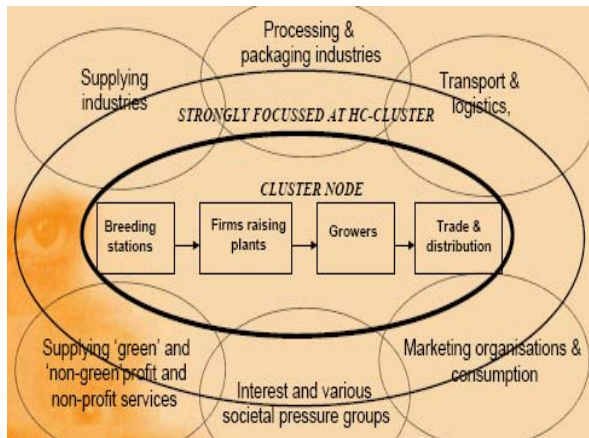 Processing &
packaging industries
Supplying
industries
Transport &
logistics,
STRONGLY FOCUSSED AT HC-CLUSTER
CLUSTER NODE
Breeding
stations
Firms raising
plants
Growers
Trade &
distribution
Supplying 'green' and
'non-green'profit and
non-profit services
Interest and various
societal pressure groups
Marketing organisations &
consumption